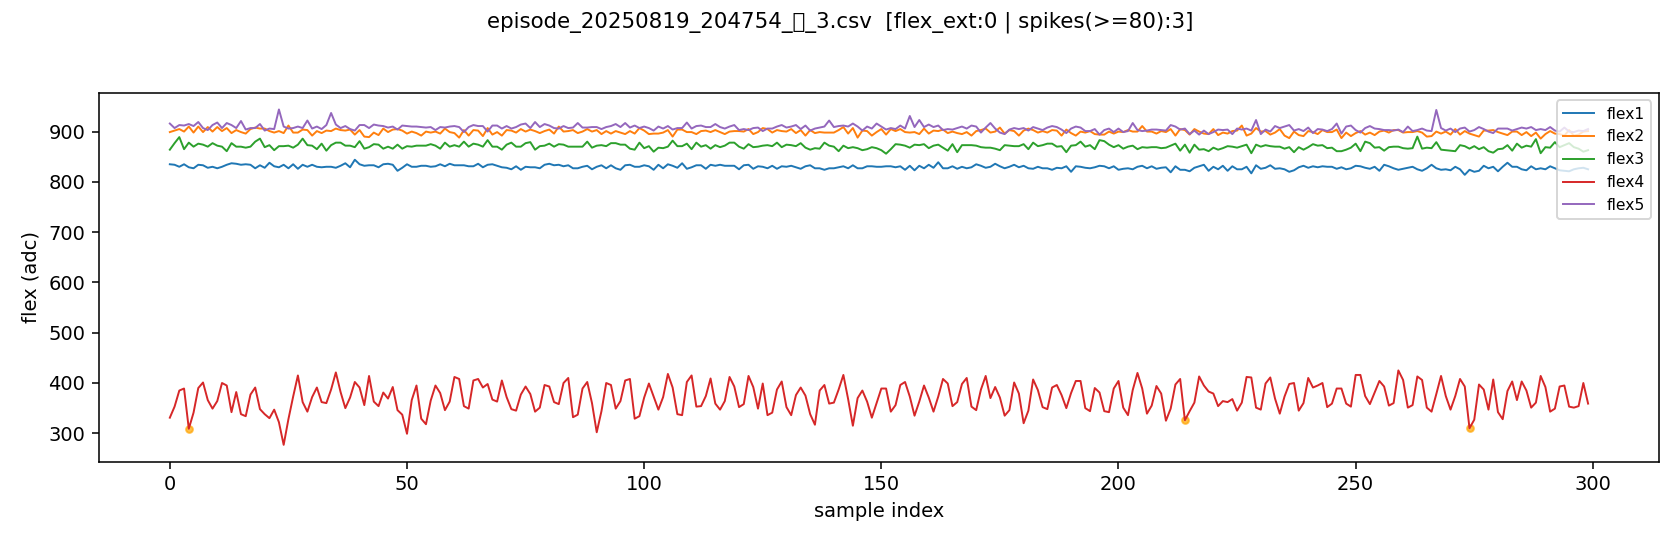 episode_20250819_204754_▯_3.csv  [flex_ext:0 | spikes(>=80):3]
flex (adc)
900
800
700
600
500
400
300
0 50 100 150 200 250 300
sample index
flex1
flex2
flex3
flex4
flex5